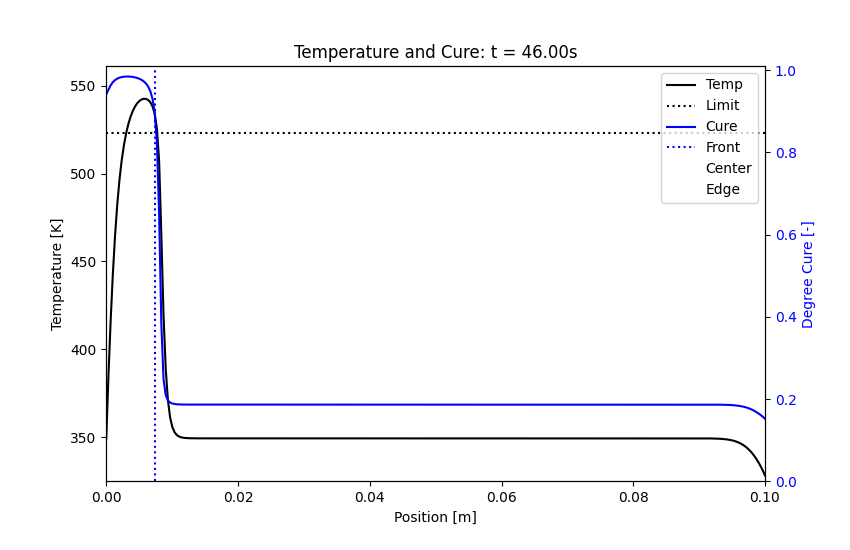 Temperature and Cure: t = 46.00s
Temperature [K]
550
500
450
400
350
Temp
Limit
Cure
Front
Center
Edge
1.0
0.8
0.6
0.4
0.2
0.0
Degree Cure [-]
0.00
0.02
0.04
0.06
0.08
0.10
Position [m]